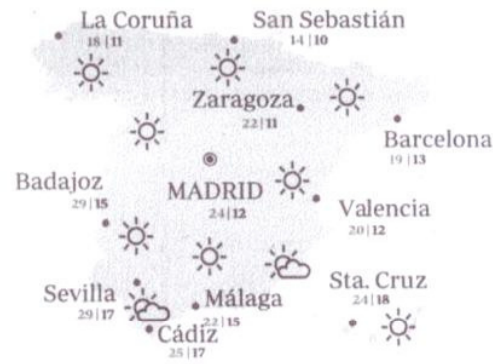 La Coruña
18 | 11
San Sebastián
14 | 10
Zaragoza
22 | 11
Barcelona
19 | 13
Badajoz
29 | 15
MADRID
24 | 12
Valencia
20 | 12
Sevilla
29 | 17
Málaga
22 | 15
Sta. Cruz
24 | 18
Cádiz
25 | 17